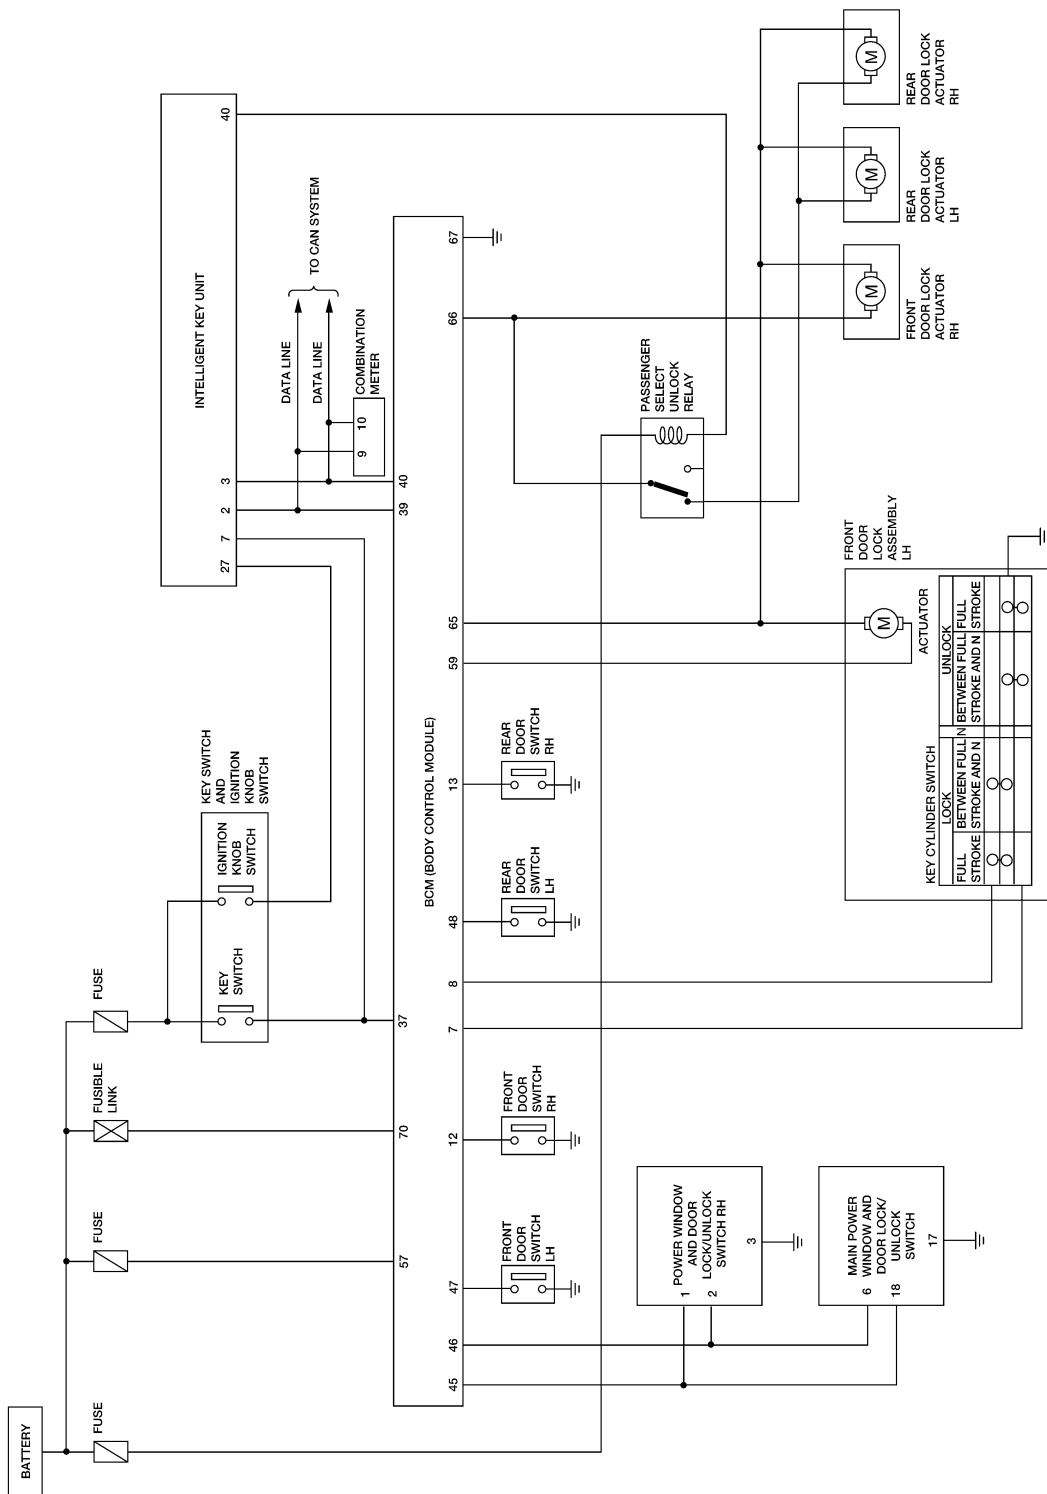 BATTERY
FUSE
FUSE
FUSIBLE
LINK
FUSE
KEY SWITCH
AND
IGNITION
KNOB
SWITCH
KEY
SWITCH
IGNITION
KNOB
SWITCH
INTELLIGENT KEY UNIT
27
7
2
3
40
DATA LINE
DATA LINE
TO CAN SYSTEM
COMBINATION
METER
9
10
57
70
37
39
40
BCM (BODY CONTROL MODULE)
45
46
47
12
7
8
48
13
59
65
66
67
FRONT
DOOR
SWITCH
LH
FRONT
DOOR
SWITCH
RH
REAR
DOOR
SWITCH
LH
REAR
DOOR
SWITCH
RH
PASSENGER
SELECT
UNLOCK
RELAY
POWER WINDOW
AND DOOR
LOCK/UNLOCK
SWITCH RH
1
2
3
MAIN POWER
WINDOW AND
DOOR LOCK/
UNLOCK
SWITCH
6
18
17
FRONT
DOOR
LOCK
ASSEMBLY
LH
M
ACTUATOR
KEY CYLINDER SWITCH
LOCK
N
UNLOCK
FULL
STROKE
BETWEEN FULL
STROKE AND N
BETWEEN FULL
STROKE AND N
FULL
STROKE
M
FRONT
DOOR LOCK
ACTUATOR
RH
M
REAR
DOOR LOCK
ACTUATOR
LH
M
REAR
DOOR LOCK
ACTUATOR
RH